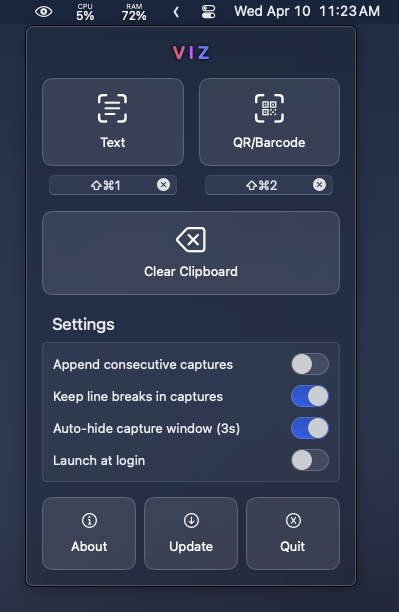 CPU 5% RAM 72% Wed Apr 10 11:23 AM
VIZ
Text QR/Barcode
⇧⌘1 ⇧⌘2
Clear Clipboard
Settings
Append consecutive captures
Keep line breaks in captures
Auto-hide capture window (3s)
Launch at login
About Update Quit